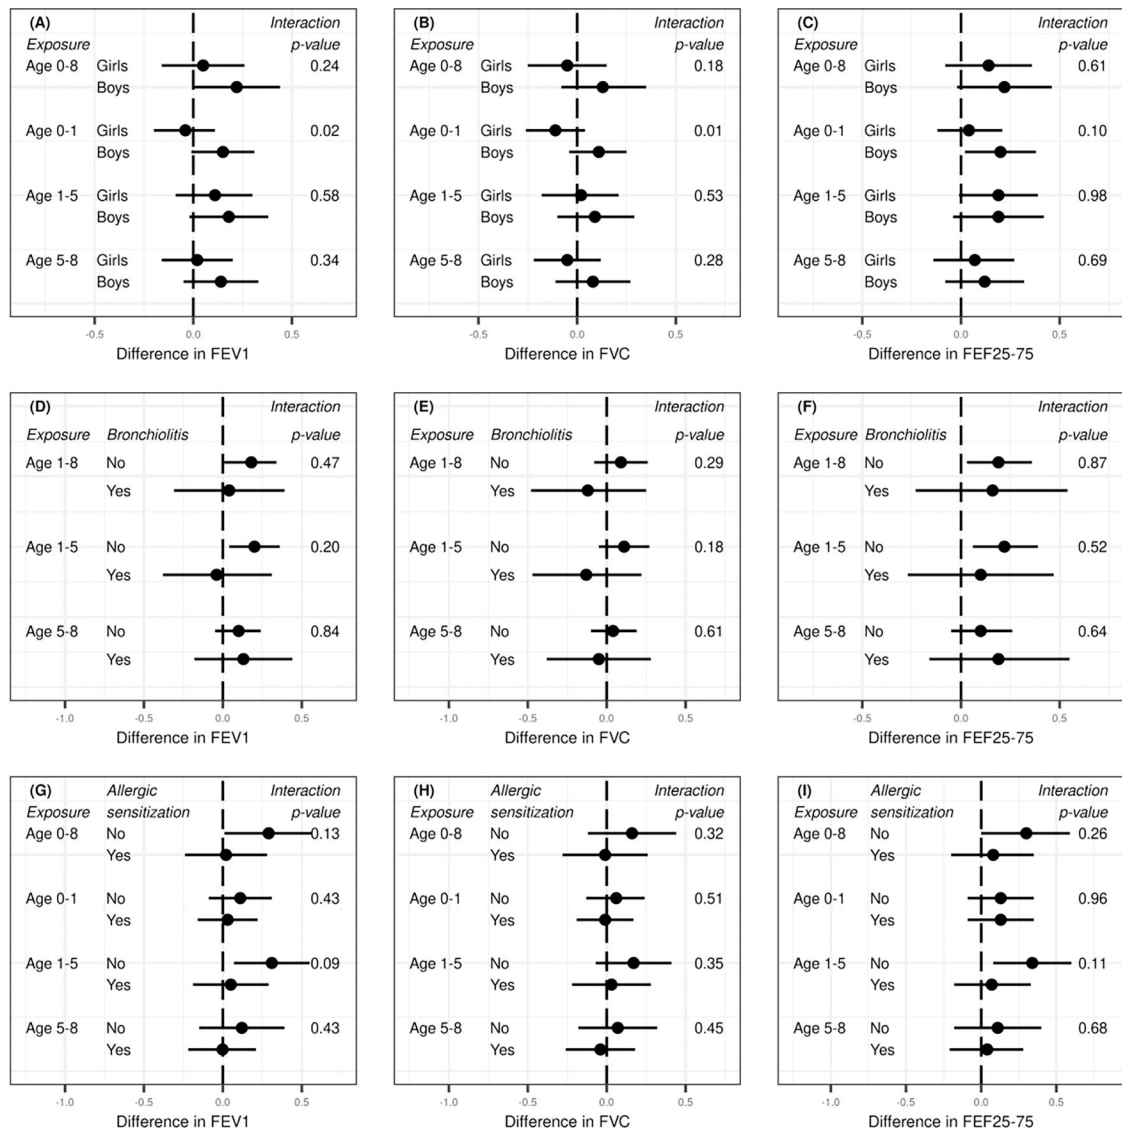 (A) Interaction
Exposure p-value
Age 0-8 Girls 0.24
Boys
Age 0-1 Girls 0.02
Boys
Age 1-5 Girls 0.58
Boys
Age 5-8 Girls 0.34
Boys
-0.5 0.0 0.5
Difference in FEV1
(B) Interaction
Exposure p-value
Age 0-8 Girls 0.18
Boys
Age 0-1 Girls 0.01
Boys
Age 1-5 Girls 0.53
Boys
Age 5-8 Girls 0.28
Boys
-0.5 0.0 0.5
Difference in FVC
(C) Interaction
Exposure p-value
Age 0-8 Girls 0.61
Boys
Age 0-1 Girls 0.10
Boys
Age 1-5 Girls 0.98
Boys
Age 5-8 Girls 0.69
Boys
-0.5 0.0 0.5
Difference in FEF25-75
(D) Interaction
Exposure Bronchiolitis p-value
Age 1-8 No 0.47
Yes
Age 1-5 No 0.20
Yes
Age 5-8 No 0.84
Yes
-1.0 -0.5 0.0 0.5
Difference in FEV1
(E) Interaction
Exposure Bronchiolitis p-value
Age 1-8 No 0.29
Yes
Age 1-5 No 0.18
Yes
Age 5-8 No 0.61
Yes
-1.0 -0.5 0.0 0.5
Difference in FVC
(F) Interaction
Exposure Bronchiolitis p-value
Age 1-8 No 0.87
Yes
Age 1-5 No 0.52
Yes
Age 5-8 No 0.64
Yes
-0.5 0.0 0.5
Difference in FEF25-75
(G) Allergic Interaction
Exposure sensitization p-value
Age 0-8 No 0.13
Yes
Age 0-1 No 0.43
Yes
Age 1-5 No 0.09
Yes
Age 5-8 No 0.43
Yes
-1.0 -0.5 0.0 0.5
Difference in FEV1
(H) Allergic Interaction
Exposure sensitization p-value
Age 0-8 No 0.32
Yes
Age 0-1 No 0.51
Yes
Age 1-5 No 0.35
Yes
Age 5-8 No 0.45
Yes
-1.0 -0.5 0.0 0.5
Difference in FVC
(I) Allergic Interaction
Exposure sensitization p-value
Age 0-8 No 0.26
Yes
Age 0-1 No 0.96
Yes
Age 1-5 No 0.11
Yes
Age 5-8 No 0.68
Yes
-1.0 -0.5 0.0 0.5
Difference in FEF25-75